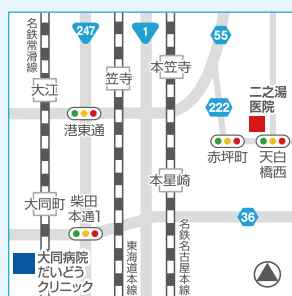 名鉄常滑線
247
1
55
大江
笠寺
本笠寺
港東通
222
二之湯
医院
赤坪町
天白
橋西
大同町
柴田
本通1
本星崎
36
大同病院
だいどう
クリニック
東海道本線
名鉄名古屋本線